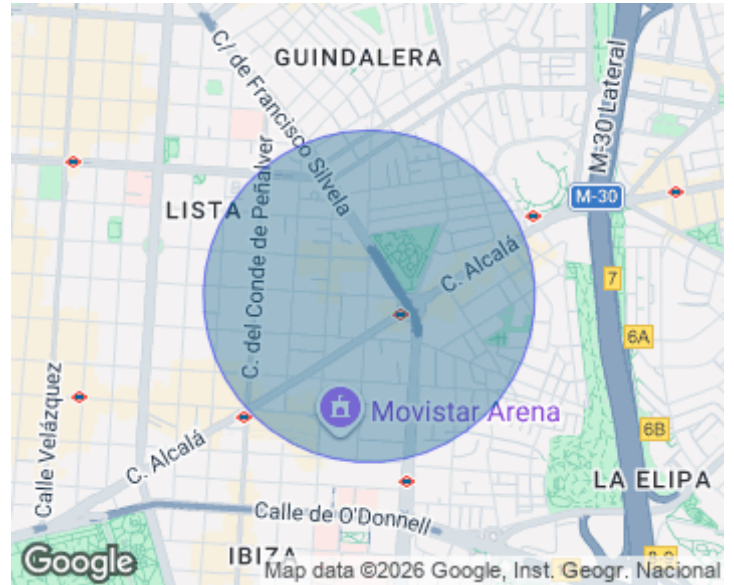 GUINDALERA
C/ de Francisco Silvela
M-30 Lateral
C. del Conde de Peñalver
M-30
LISTA
C. Alcalá
7
6A
Calle Velázquez
Movistar Arena
6B
C. Alcalá
LA ELIPA
Calle de O'Donnell
IBIZA
Google
Map data ©2026 Google, Inst. Geogr. Nacional